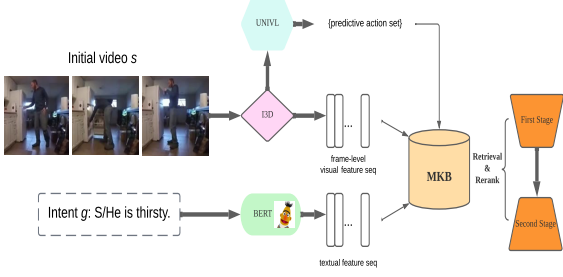 UNIVL
{predictive action set}
Initial video s
I3D
frame-level
visual feature seq
MKB
Retrieval
&
Rerank
First Stage
Second Stage
Intent g: S/He is thirsty.
BERT
textual feature seq